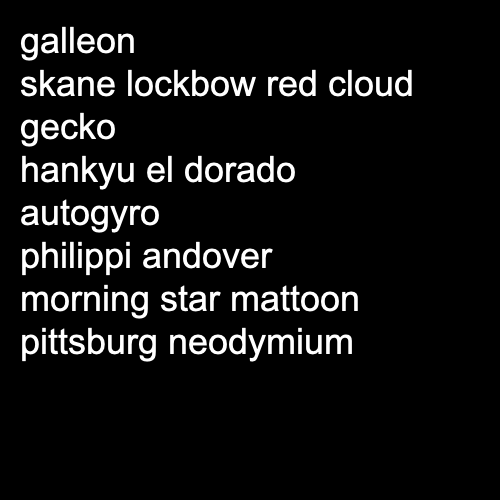 galleon
skane lockbow red cloud
gecko
hankyu el dorado
autogyro
philippi andover
morning star mattoon
pittsburg neodymium